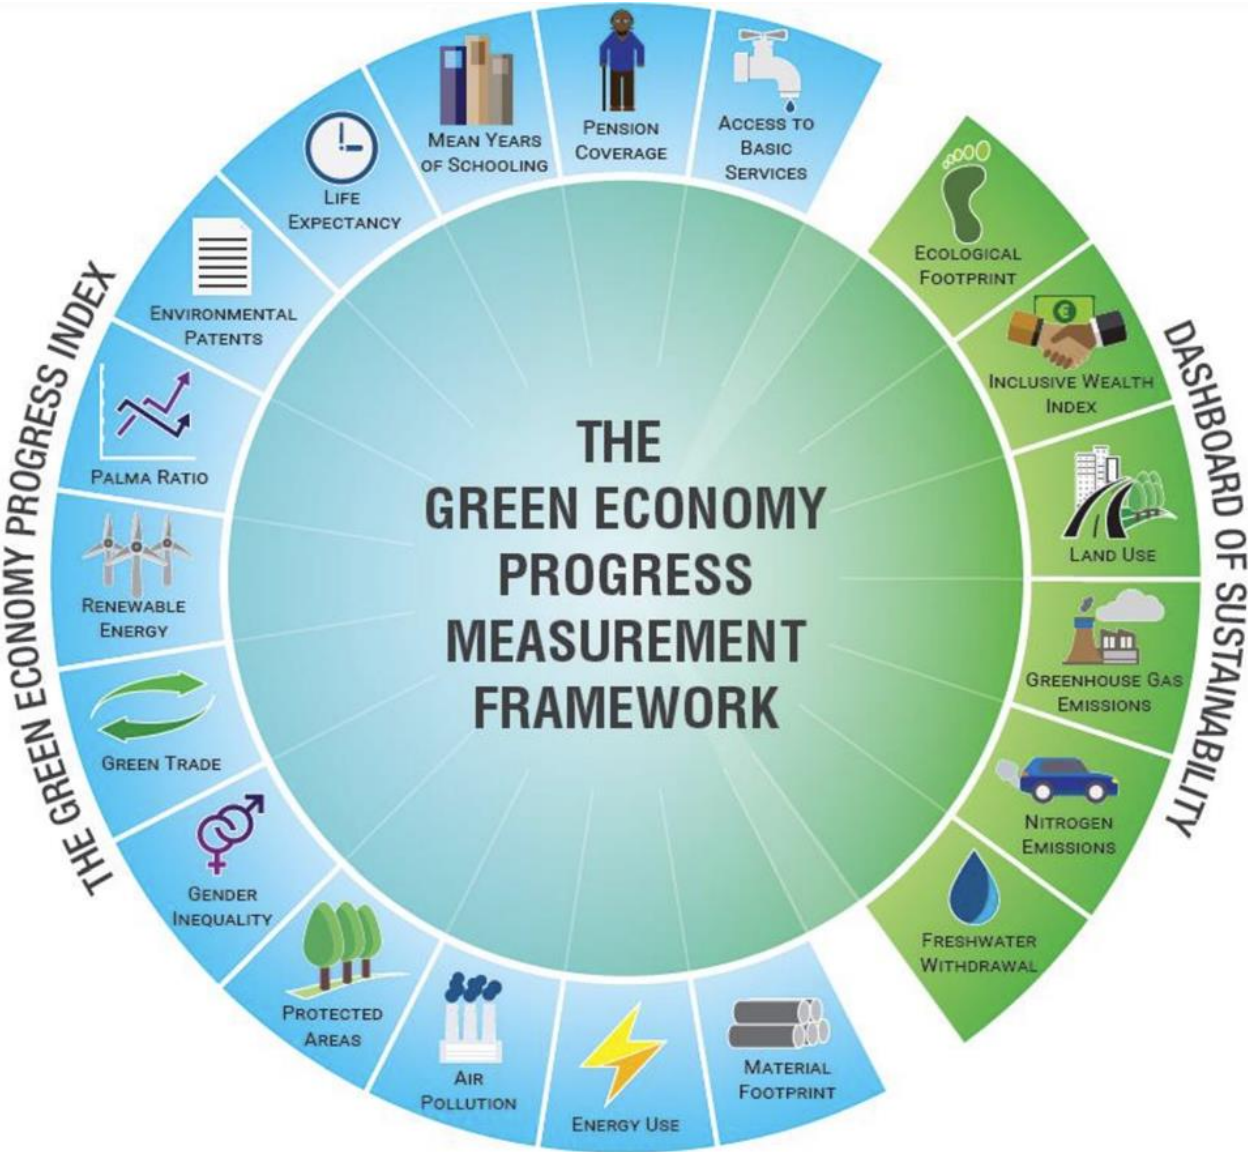 THE
GREEN ECONOMY
PROGRESS
MEASUREMENT
FRAMEWORK
THE GREEN ECONOMY PROGRESS INDEX
ACCESS TO
BASIC
SERVICES
PENSION
COVERAGE
MEAN YEARS
OF SCHOOLING
LIFE
EXPECTANCY
ENVIRONMENTAL
PATENTS
PALMA RATIO
RENEWABLE
ENERGY
GREEN TRADE
GENDER
INEQUALITY
PROTECTED
AREAS
AIR
POLLUTION
ENERGY USE
MATERIAL
FOOTPRINT
DASHBOARD OF SUSTAINABILITY
ECOLOGICAL
FOOTPRINT
€
INCLUSIVE WEALTH
INDEX
LAND USE
GREENHOUSE GAS
EMISSIONS
NITROGEN
EMISSIONS
FRESHWATER
WITHDRAWAL